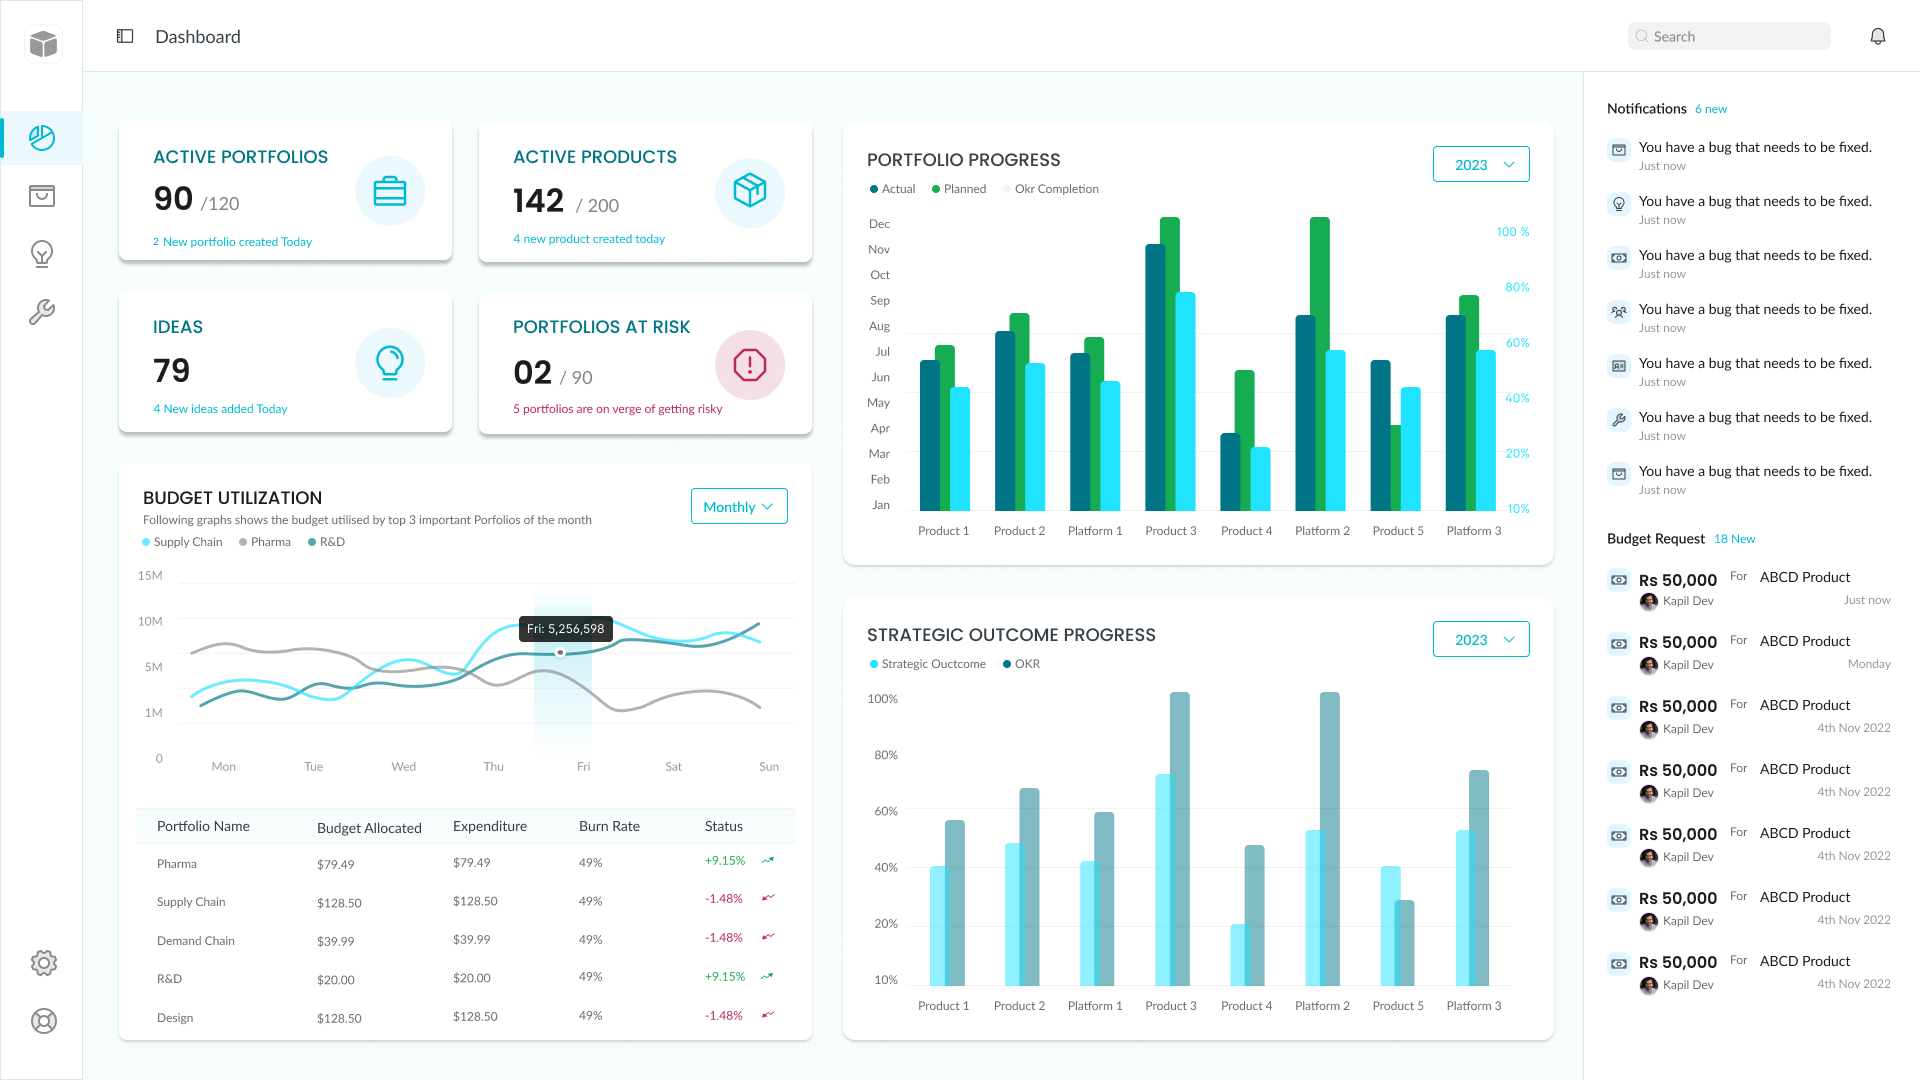 Dashboard
Search
ACTIVE PORTFOLIOS
90 /120
2 New portfolio created Today
ACTIVE PRODUCTS
142 / 200
4 new product created today
IDEAS
79
4 New ideas added Today
PORTFOLIOS AT RISK
02 / 90
5 portfolios are on verge of getting risky
BUDGET UTILIZATION
Following graphs shows the budget utilised by top 3 important Porfolios of the month
Monthly
Supply Chain Pharma R&D
15M
10M
5M
1M
0
Fri: 5,256,598
Mon Tue Wed Thu Fri Sat Sun
Portfolio Name Budget Allocated Expenditure Burn Rate Status
Pharma $79.49 $79.49 49% +9.15%
Supply Chain $128.50 $128.50 49% -1.48%
Demand Chain $39.99 $39.99 49% -1.48%
R&D $20.00 $20.00 49% +9.15%
Design $128.50 $128.50 49% -1.48%
PORTFOLIO PROGRESS
2023
Actual Planned Okr Completion
Dec
Nov
Oct
Sep
Aug
Jul
Jun
May
Apr
Mar
Feb
Jan
100 %
80%
60%
40%
20%
10%
Product 1 Product 2 Platform 1 Product 3 Product 4 Platform 2 Product 5 Platform 3
STRATEGIC OUTCOME PROGRESS
2023
Strategic Ouctcome OKR
100%
80%
60%
40%
20%
10%
Product 1 Product 2 Platform 1 Product 3 Product 4 Platform 2 Product 5 Platform 3
Notifications 6 new
You have a bug that needs to be fixed.
Just now
You have a bug that needs to be fixed.
Just now
You have a bug that needs to be fixed.
Just now
You have a bug that needs to be fixed.
Just now
You have a bug that needs to be fixed.
Just now
You have a bug that needs to be fixed.
Just now
You have a bug that needs to be fixed.
Just now
Budget Request 18 New
Rs 50,000 For ABCD Product
Kapil Dev Just now
Rs 50,000 For ABCD Product
Kapil Dev Monday
Rs 50,000 For ABCD Product
Kapil Dev 4th Nov 2022
Rs 50,000 For ABCD Product
Kapil Dev 4th Nov 2022
Rs 50,000 For ABCD Product
Kapil Dev 4th Nov 2022
Rs 50,000 For ABCD Product
Kapil Dev 4th Nov 2022
Rs 50,000 For ABCD Product
Kapil Dev 4th Nov 2022